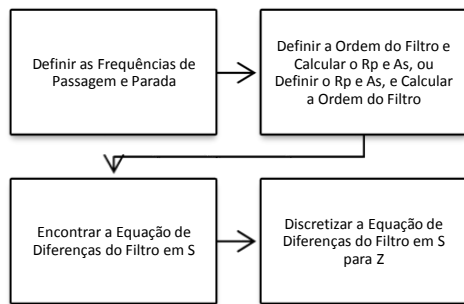 Definir as Frequências de
Passagem e Parada
Definir a Ordem do Filtro e
Calcular o Rp e As, ou
Definir o Rp e As, e Calcular
a Ordem do Filtro
Encontrar a Equação de
Diferenças do Filtro em S
Discretizar a Equação de
Diferenças do Filtro em S
para Z